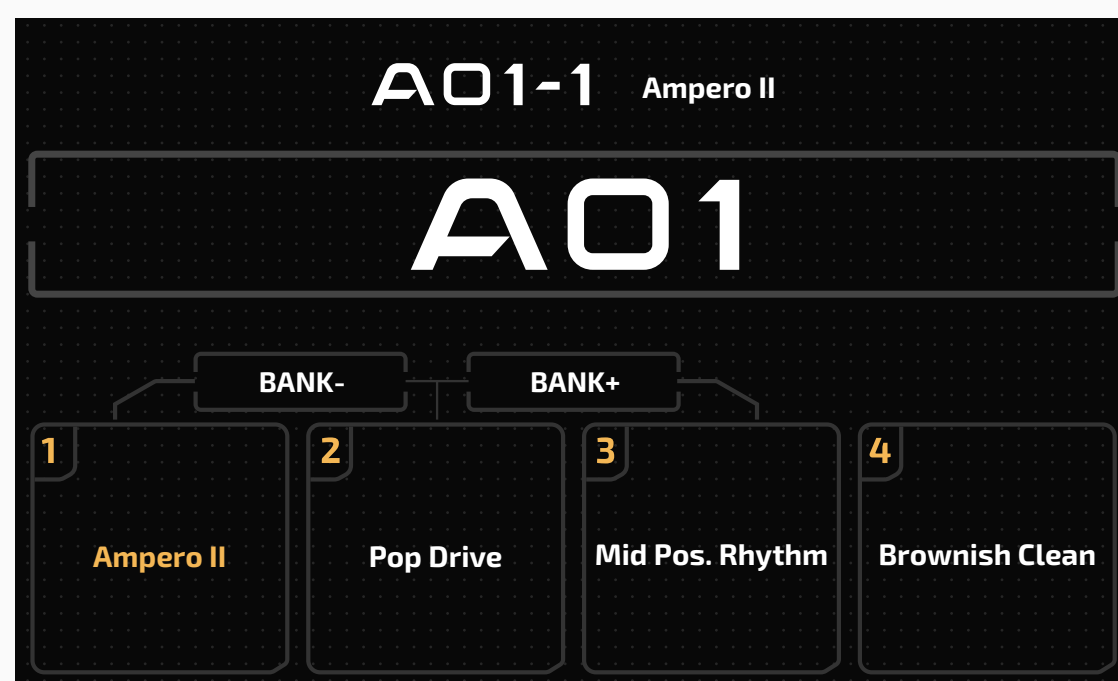 A01-1 Ampero II
A01
BANK- BANK+
1 2 3 4
Ampero II Pop Drive Mid Pos. Rhythm Brownish Clean